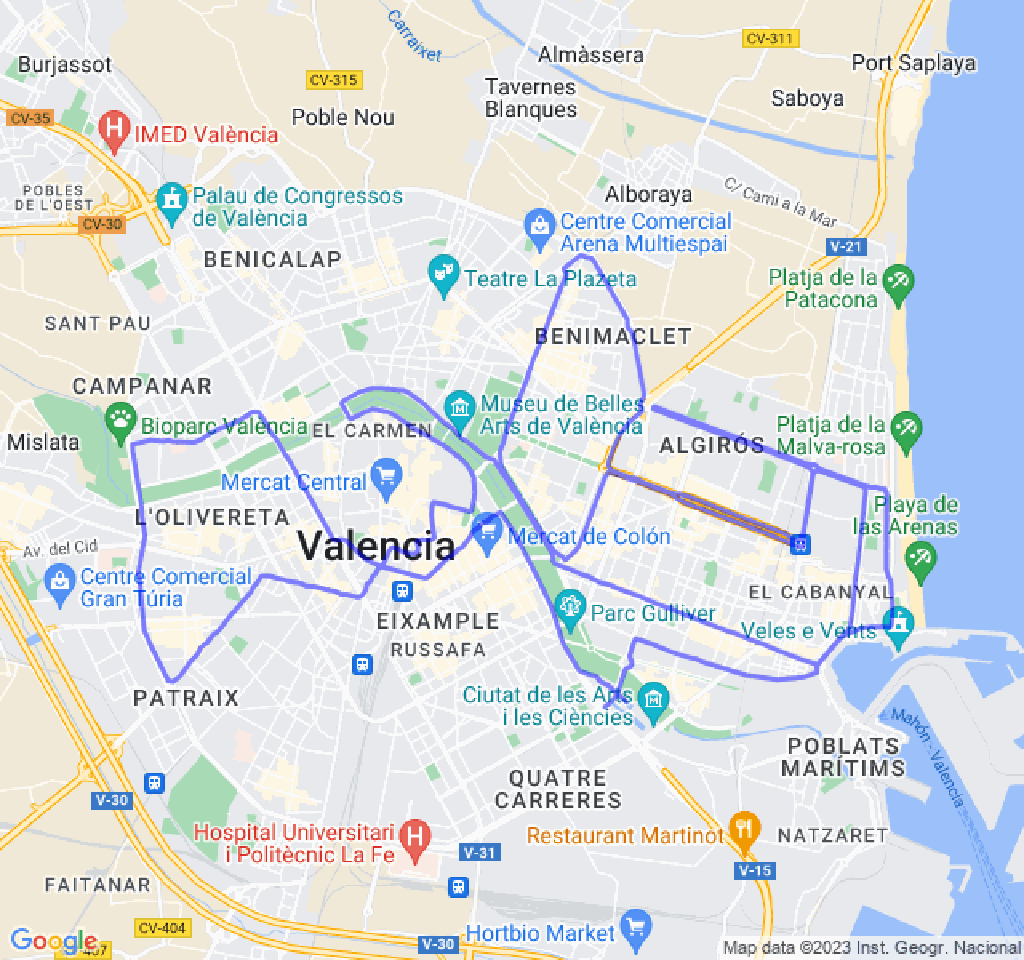 Carraixet
CV-311
Burjassot
Almàssera
Port Saplaya
CV-315
Tavernes
Blanques
Saboya
CV-35
Poble Nou
IMED València
POBLES
DE L'OEST
Palau de Congressos
de València
Alboraya
C/ Camí a la Mar
CV-30
Centre Comercial
Arena Multiespai
V-21
BENICALAP
Teatre La Plazeta
Platja de la
Patacona
SANT PAU
BENIMACLET
CAMPANAR
Museu de Belles
Arts de València
Bioparc València
EL CARMEN
Mislata
ALGIRÓS
Platja de la
Malva-rosa
Mercat Central
L'OLIVERETA
Playa de
las Arenas
Valencia
Mercat de Colón
Av. del Cid
Centre Comercial
Gran Túria
EL CABANYAL
EIXAMPLE
Parc Gulliver
Veles e Vents
RUSSAFA
PATRAIX
Ciutat de les Arts
i les Ciències
Mahón - Valencia
POBLATS
MARÍTIMS
QUATRE
CARRERES
V-30
Hospital Universitari
i Politècnic La Fe
Restaurant Martinot
NATZARET
V-31
V-15
FAITANAR
CV-404
Hortbio Market
V-30
Google
407
Map data ©2023 Inst. Geogr. Nacional